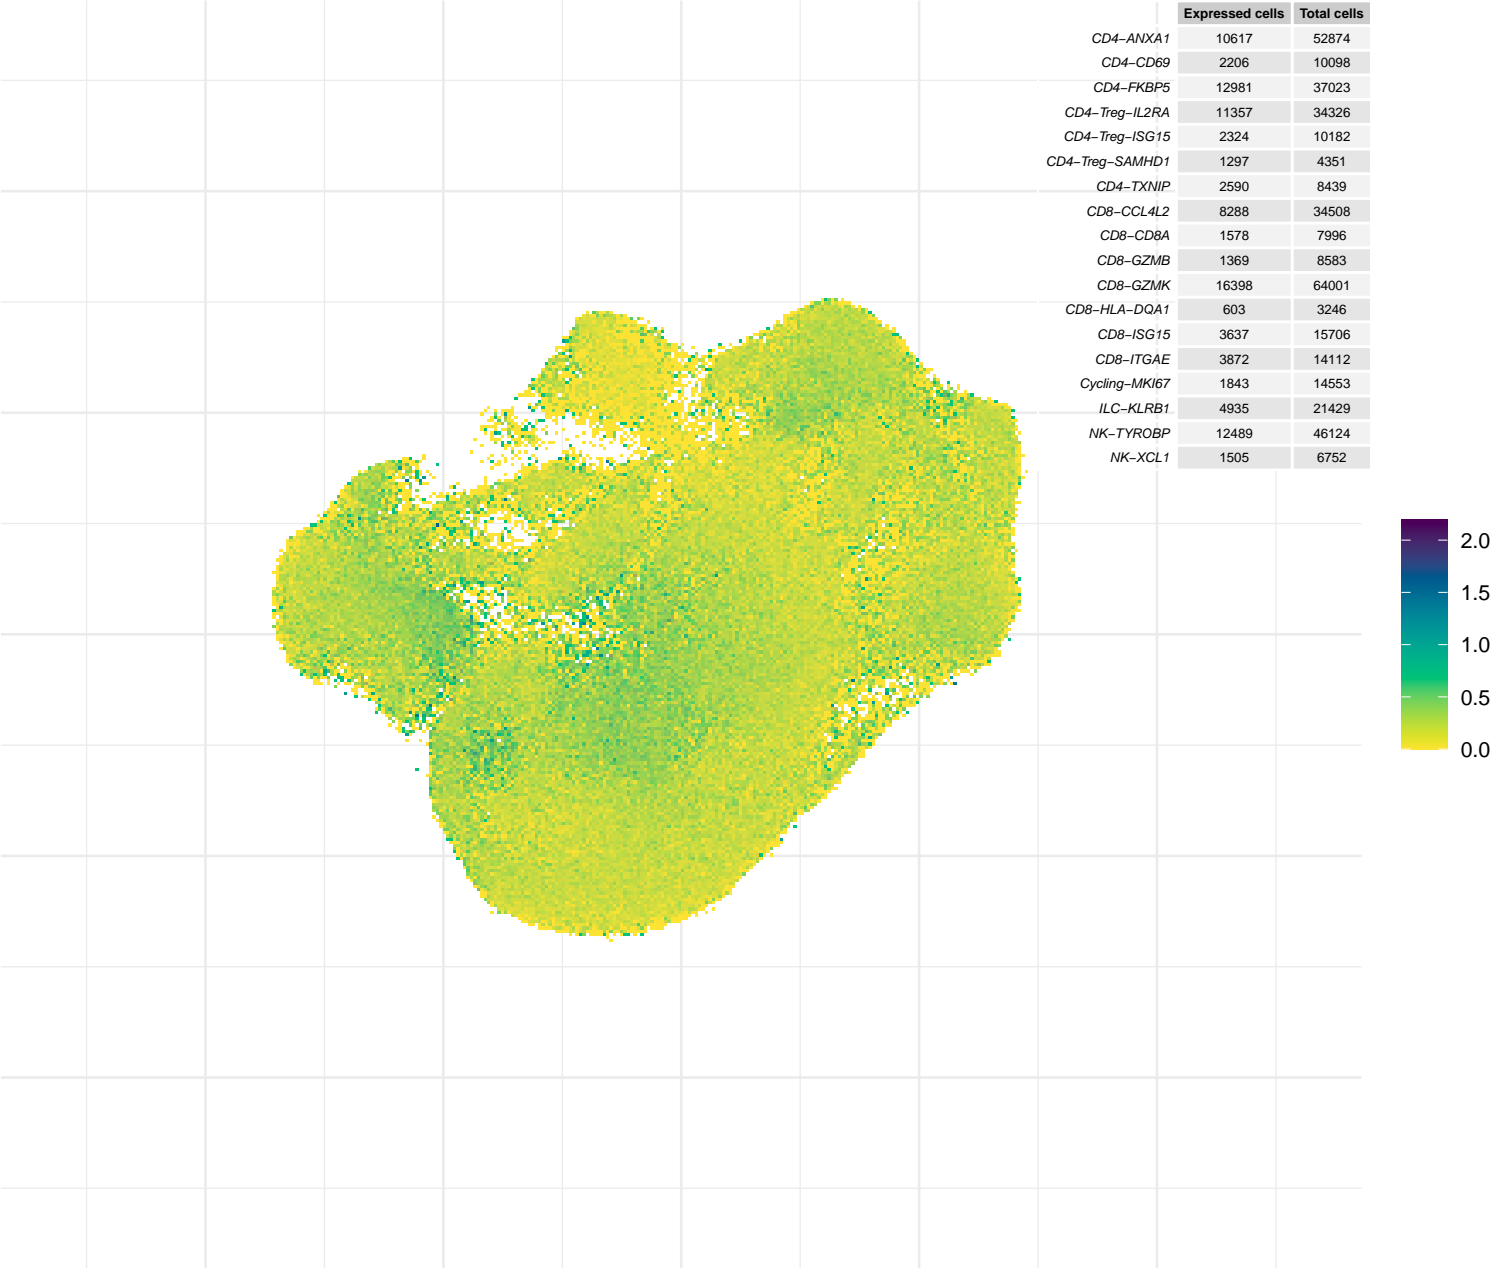 Expressed cells Total cells
CD4−ANXA1 10617 52874
CD4−CD69 2206 10098
CD4−FKBP5 12981 37023
CD4−Treg−IL2RA 11357 34326
CD4−Treg−ISG15 2324 10182
CD4−Treg−SAMHD1 1297 4351
CD4−TXNIP 2590 8439
CD8−CCL4L2 8288 34508
CD8−CD8A 1578 7996
CD8−GZMB 1369 8583
CD8−GZMK 16398 64001
CD8−HLA−DQA1 603 3246
CD8−ISG15 3637 15706
CD8−ITGAE 3872 14112
Cycling−MKI67 1843 14553
ILC−KLRB1 4935 21429
NK−TYROBP 12489 46124
NK−XCL1 1505 6752
2.0
1.5
1.0
0.5
0.0